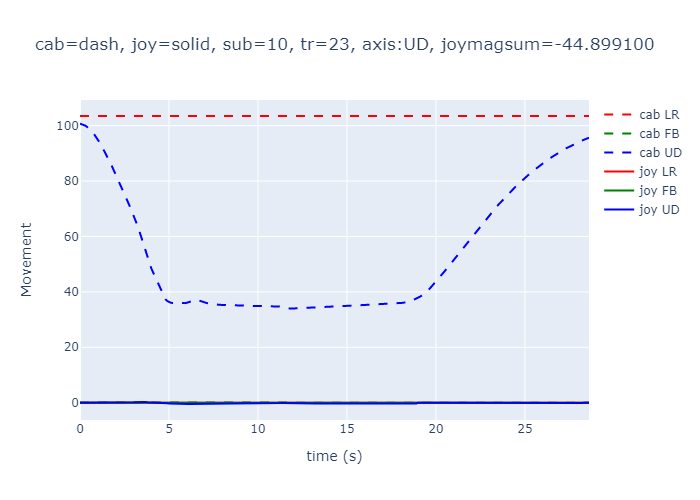 cab=dash, joy=solid, sub=10, tr=23, axis:UD, joymagsum=-44.899100
cab LR
cab FB
cab UD
joy LR
joy FB
joy UD
Movement
100
80
60
40
20
0
0
5
10
15
20
25
time (s)